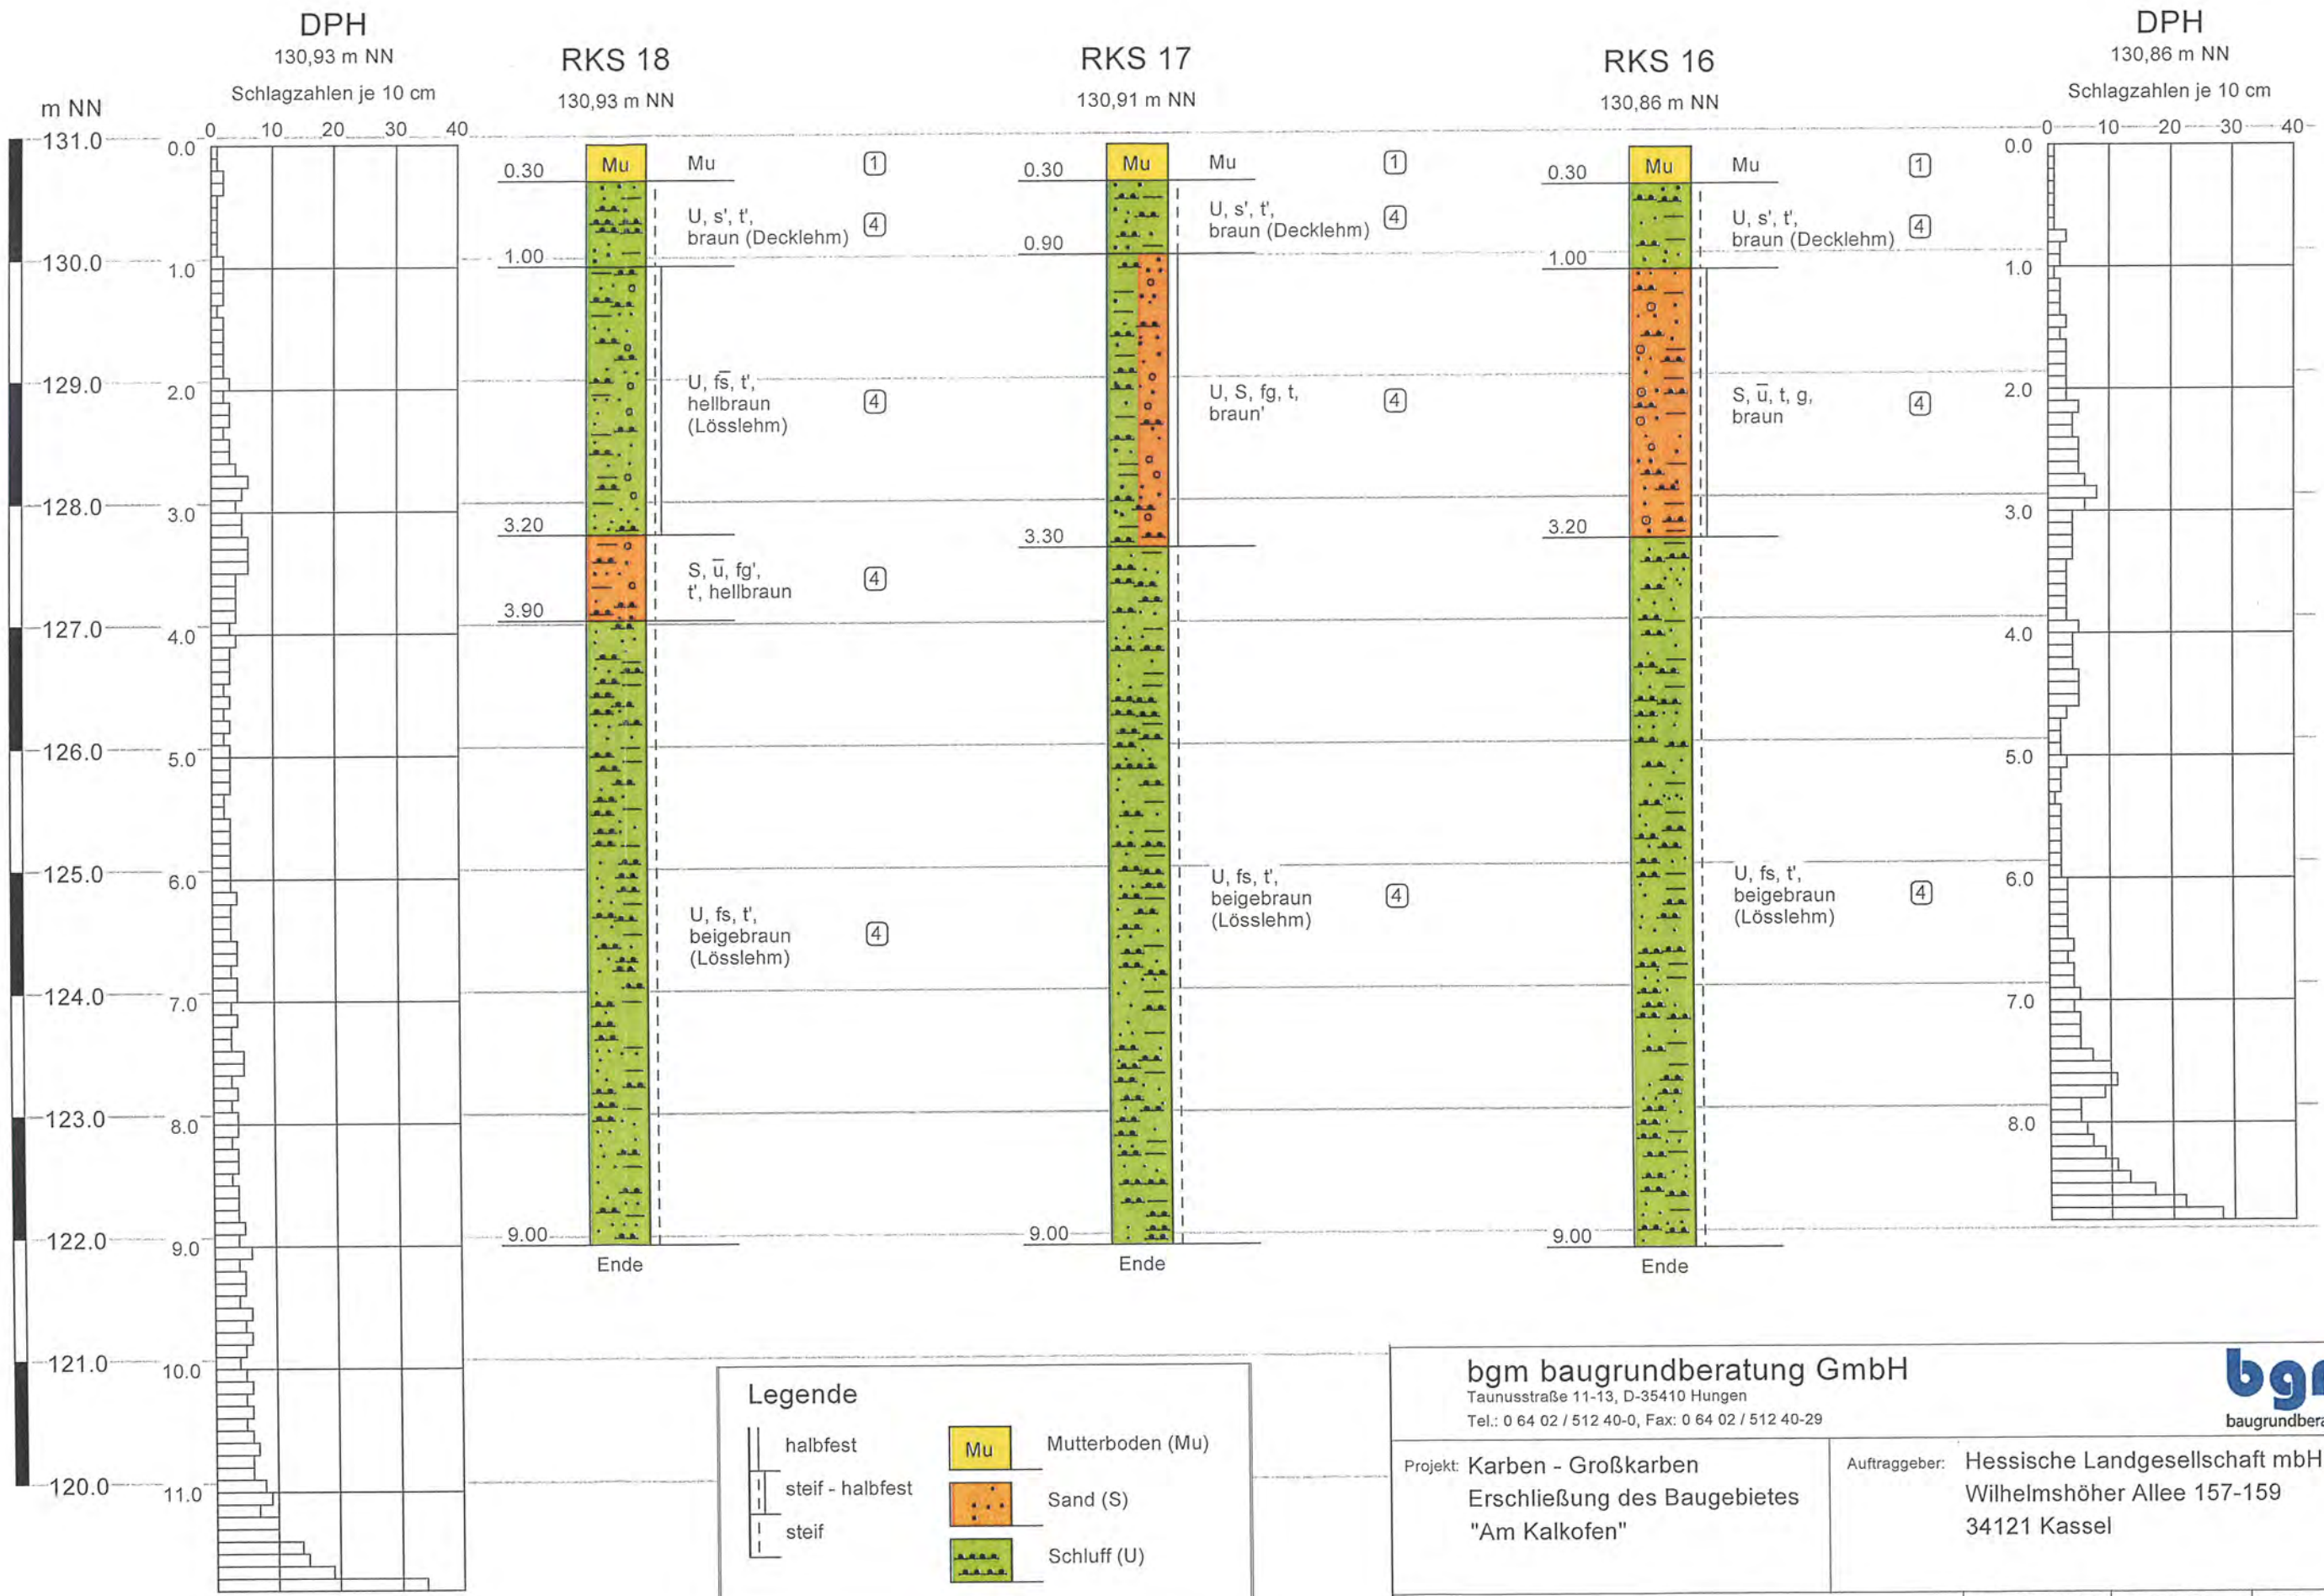 DPH
130,93 m NN
Schlagzahlen je 10 cm
0 10 20 30 40
0.0
1.0
2.0
3.0
4.0
5.0
6.0
7.0
8.0
9.0
10.0
11.0
m NN
131.0
130.0
129.0
128.0
127.0
126.0
125.0
124.0
123.0
122.0
121.0
120.0
RKS 18
130,93 m NN
Mu Mu 1
0.30
U, s', t', 4
braun (Decklehm)
1.00
U, f̅s̅, t',
hellbraun 4
(Lösslehm)
3.20
S, u̅, fg', 4
t', hellbraun
3.90
U, fs, t',
beigebraun 4
(Lösslehm)
9.00
Ende
RKS 17
130,91 m NN
Mu Mu 1
0.30
U, s', t', 4
braun (Decklehm)
0.90
U, S, fg, t, 4
braun'
3.30
U, fs, t',
beigebraun 4
(Lösslehm)
9.00
Ende
RKS 16
130,86 m NN
Mu Mu 1
0.30
U, s', t', 4
braun (Decklehm)
1.00
S, u̅, t, g, 4
braun
3.20
U, fs, t',
beigebraun 4
(Lösslehm)
9.00
Ende
DPH
130,86 m NN
Schlagzahlen je 10 cm
0 10 20 30 40
0.0
1.0
2.0
3.0
4.0
5.0
6.0
7.0
8.0
Legende
halbfest
steif - halbfest
steif
Mu Mutterboden (Mu)
Sand (S)
Schluff (U)
bgm baugrundberatung GmbH
Taunusstraße 11-13, D-35410 Hungen
Tel.: 0 64 02 / 512 40-0, Fax: 0 64 02 / 512 40-29
Projekt: Karben - Großkarben
Erschließung des Baugebietes
"Am Kalkofen"
Auftraggeber: Hessische Landgesellschaft mbH
Wilhelmshöher Allee 157-159
34121 Kassel